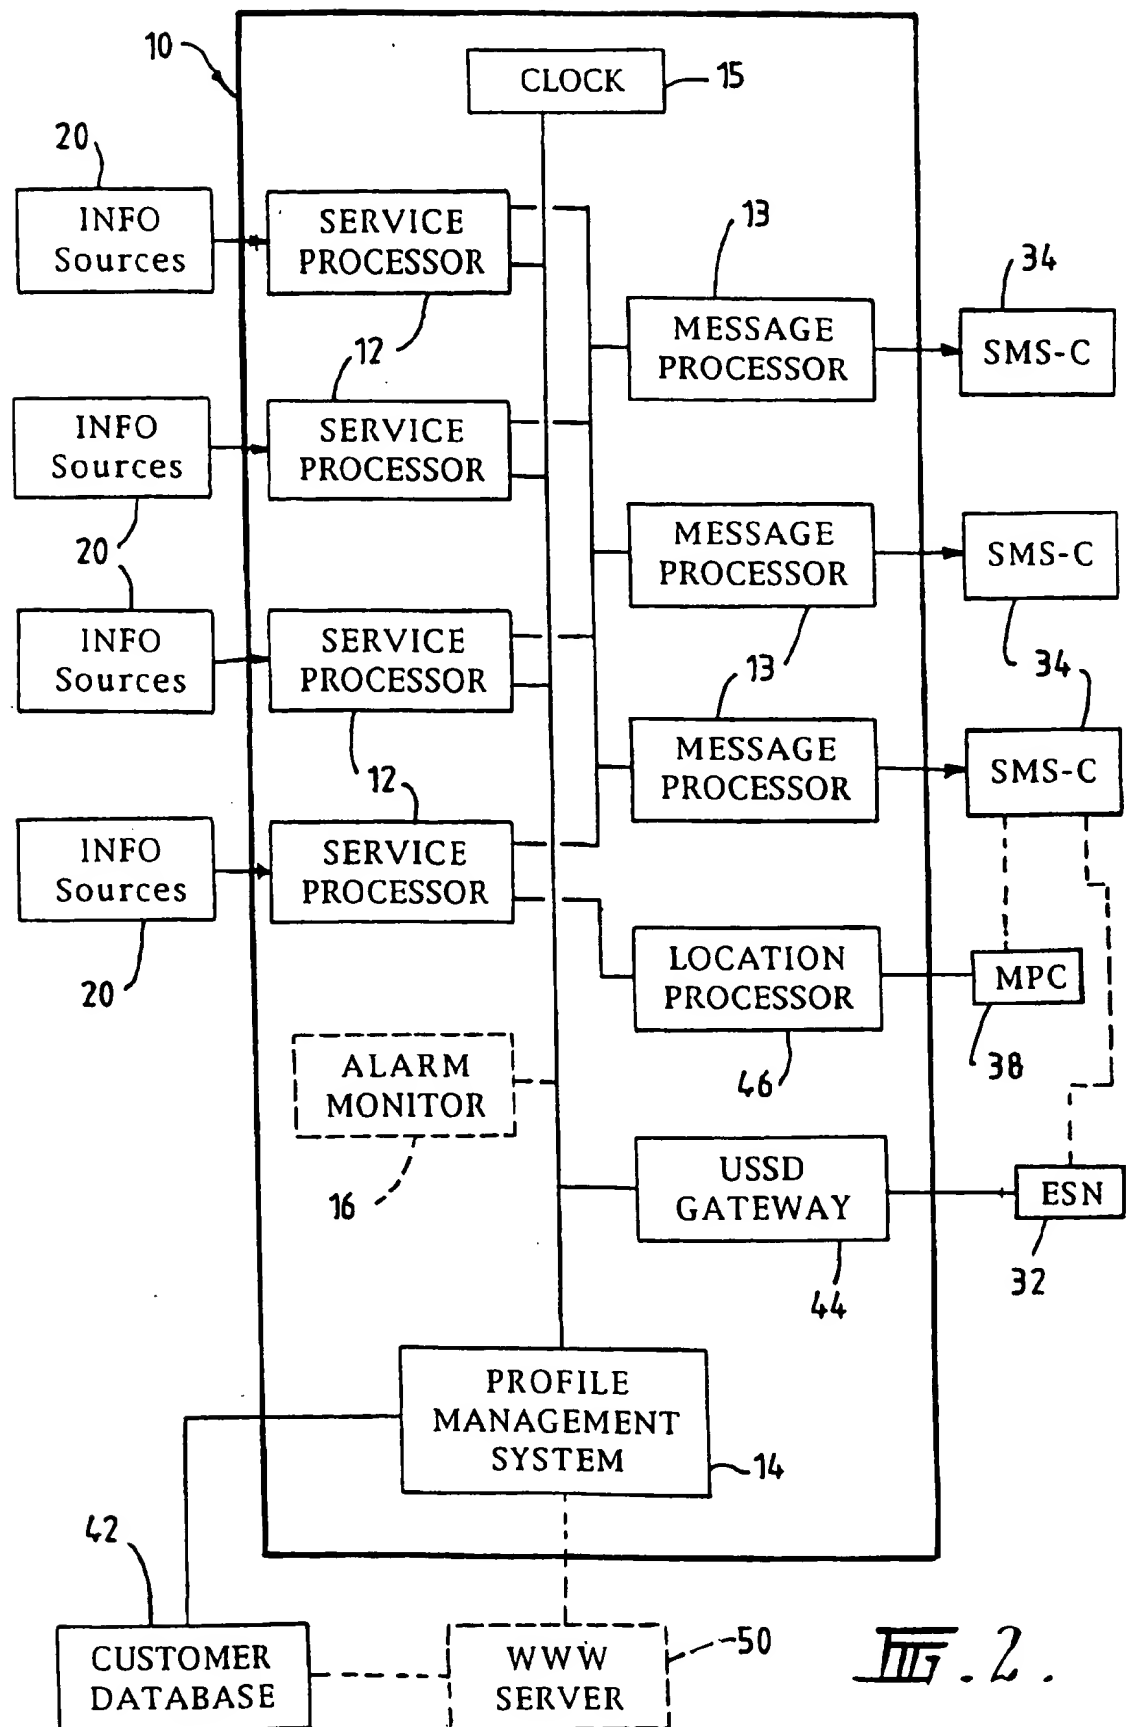 10
CLOCK
15
20
INFO
Sources
SERVICE
PROCESSOR
13
34
MESSAGE
PROCESSOR
SMS-C
12
INFO
Sources
SERVICE
PROCESSOR
20
MESSAGE
PROCESSOR
SMS-C
INFO
Sources
SERVICE
PROCESSOR
13
34
MESSAGE
PROCESSOR
SMS-C
12
INFO
Sources
SERVICE
PROCESSOR
20
LOCATION
PROCESSOR
MPC
38
46
ALARM
MONITOR
16
USSD
GATEWAY
ESN
32
44
PROFILE
MANAGEMENT
SYSTEM
14
42
CUSTOMER
DATABASE
WWW
SERVER
50
FIG. 2.